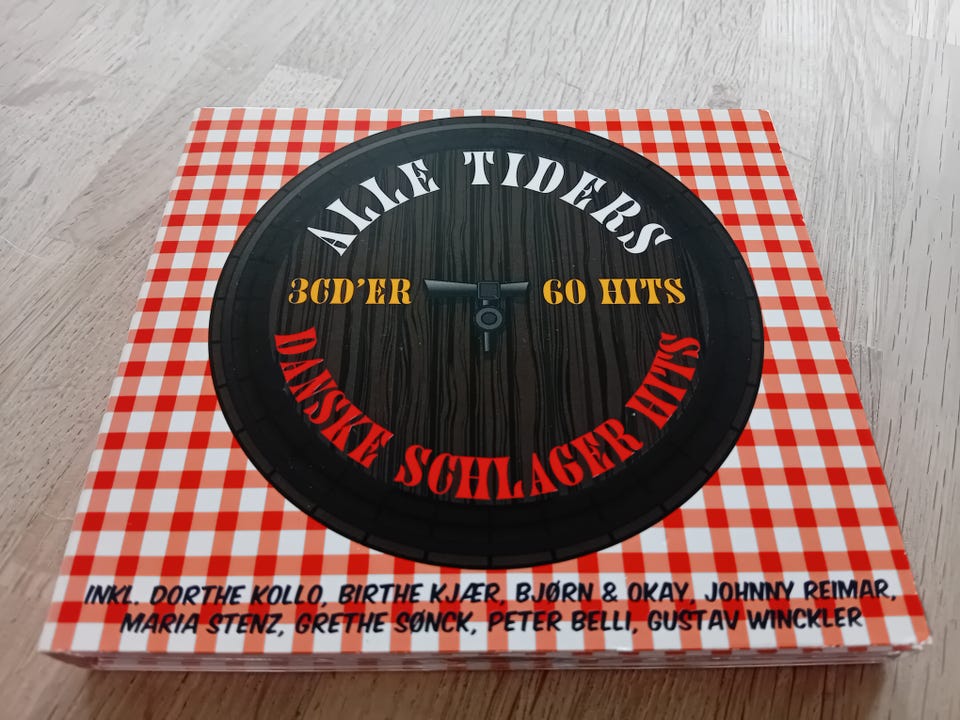 ALLE TIDERS
3CD'ER 60 HITS
DANSKE SCHLAGER HITS
INKL. DORTHE KOLLO, BIRTHE KJÆR, BJØRN & OKAY, JOHNNY REIMAR,
MARIA STENZ, GRETHE SØNCK, PETER BELLI, GUSTAV WINCKLER